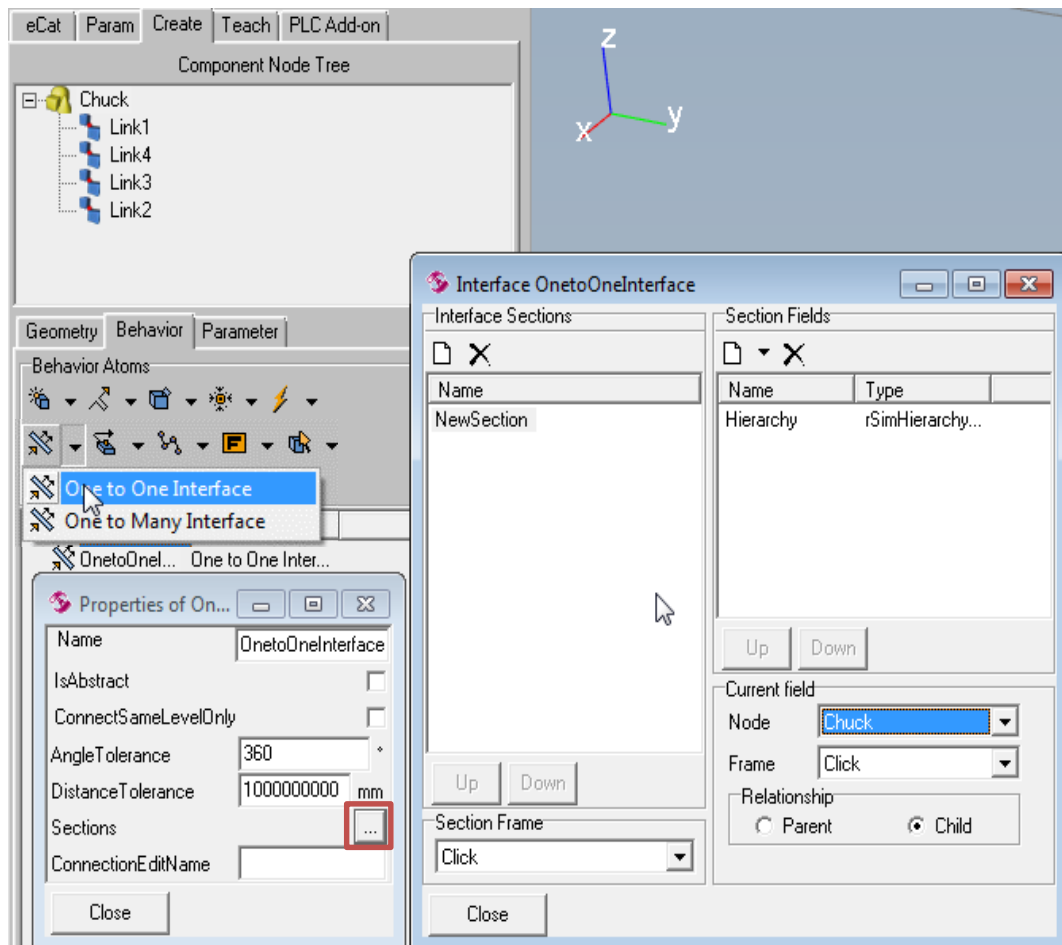 eCat Param Create Teach PLC Add-on
Component Node Tree
Chuck
Link1
Link4
Link3
Link2
z
x
y
Geometry Behavior Parameter
Behavior Atoms
One to One Interface
One to Many Interface
OnetoOneI... One to One Inter...
Properties of On...
Name OnetoOneInterface
IsAbstract
ConnectSameLevelOnly
AngleTolerance 360 °
DistanceTolerance 1000000000 mm
Sections ...
ConnectionEditName
Close
Interface OnetoOneInterface
Interface Sections
Name
NewSection
Up Down
Section Frame
Click
Close
Section Fields
Name Type
Hierarchy rSimHierarchy...
Up Down
Current field
Node Chuck
Frame Click
Relationship
Parent Child